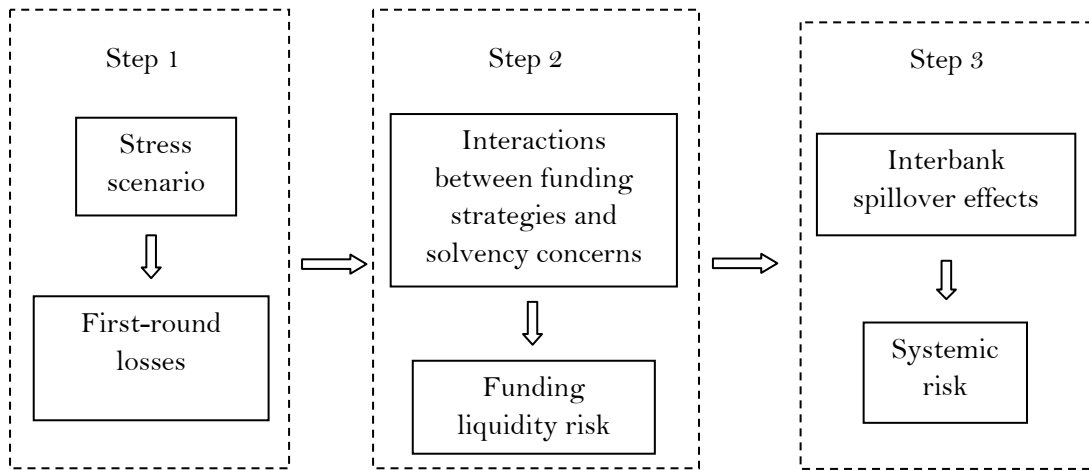 Step 1
Stress
scenario
First-round
losses
Step 2
Interactions
between funding
strategies and
solvency concerns
Funding
liquidity risk
Step 3
Interbank
spillover effects
Systemic
risk